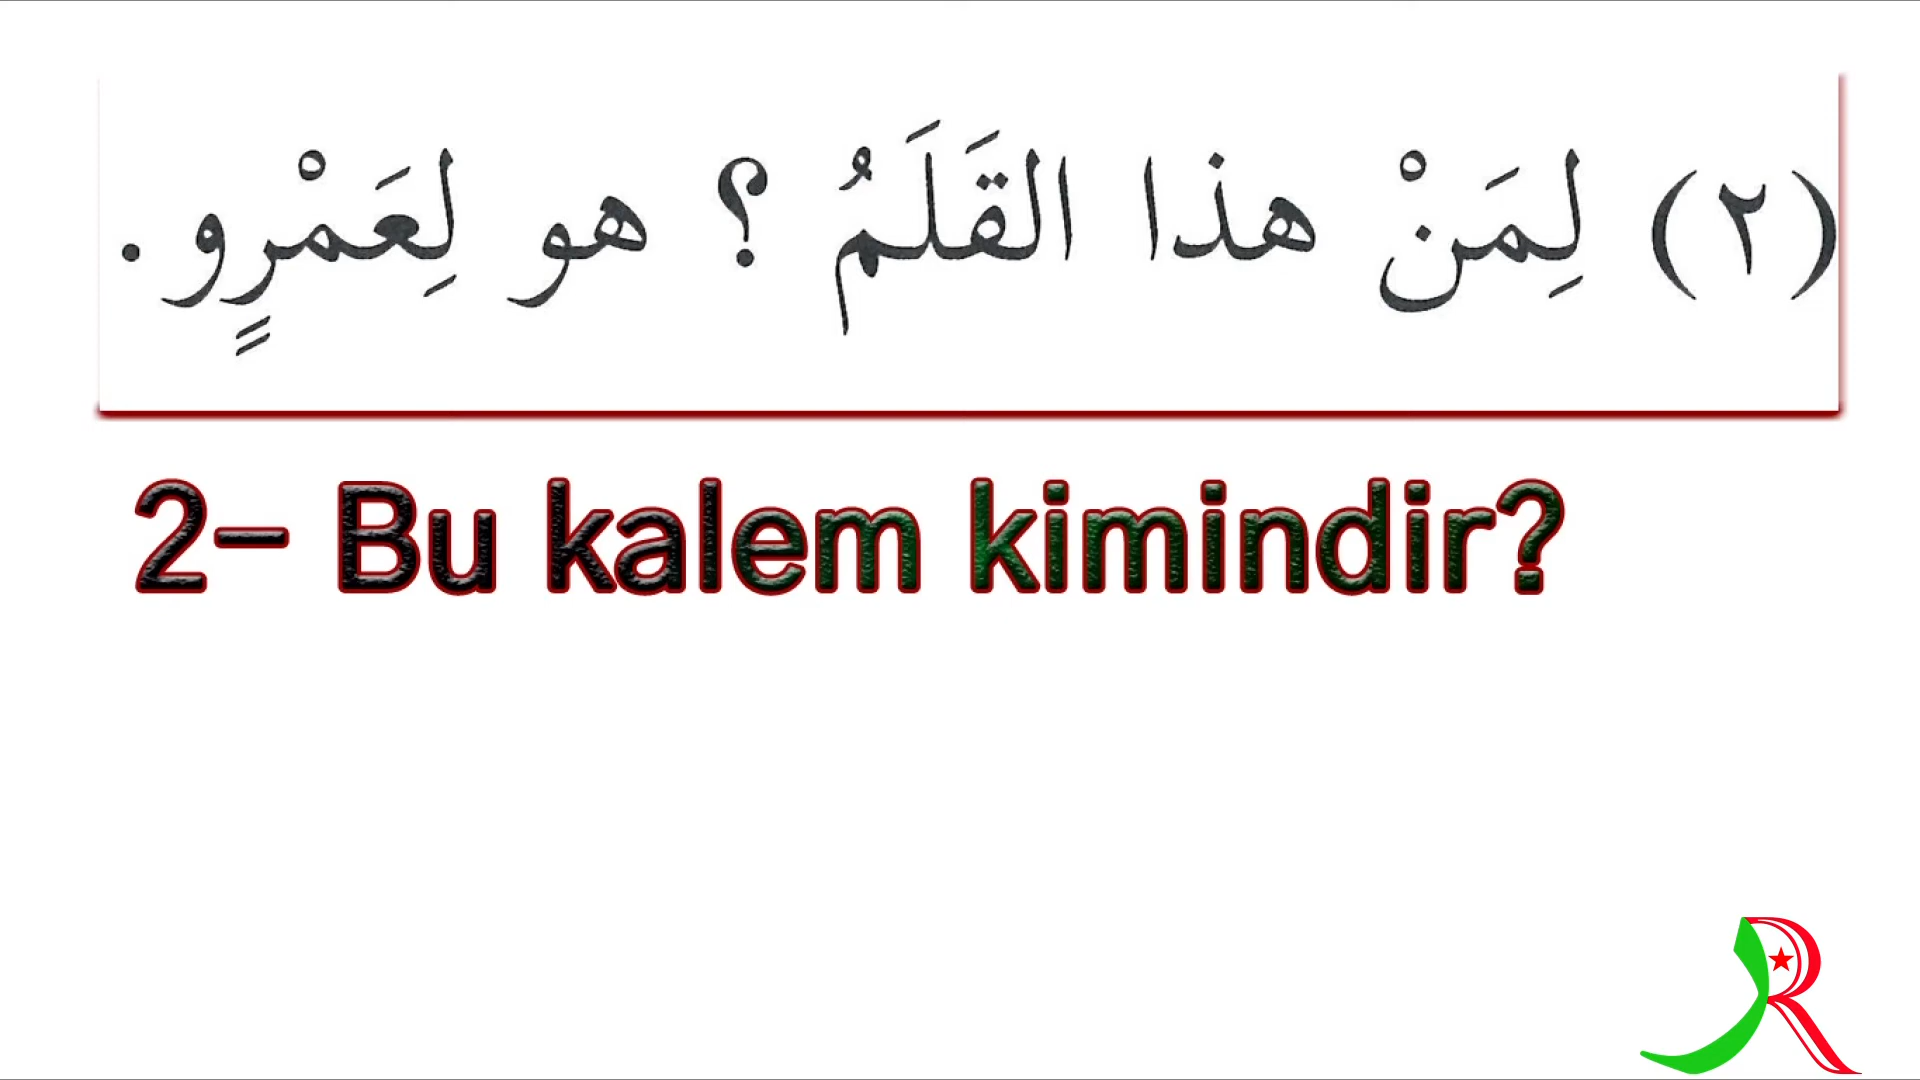 (٢) لِمَنْ هذا القَلَمُ ؟ هو لِعَمْرٍو .
2- Bu kalem kimindir?